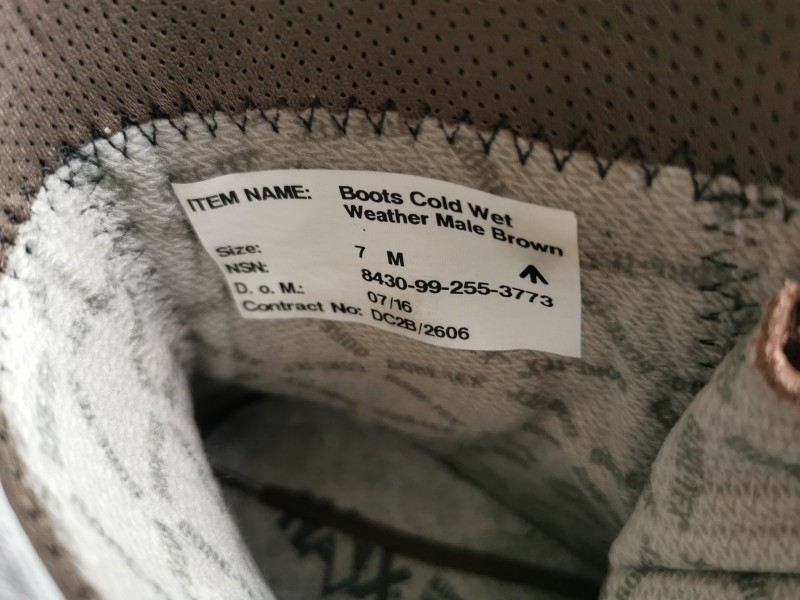 ITEM NAME: Boots Cold Wet
Weather Male Brown
Size: 7 M
NSN: 8430-99-255-3773
D. o. M.: 07/16
Contract No: DC2B/2606